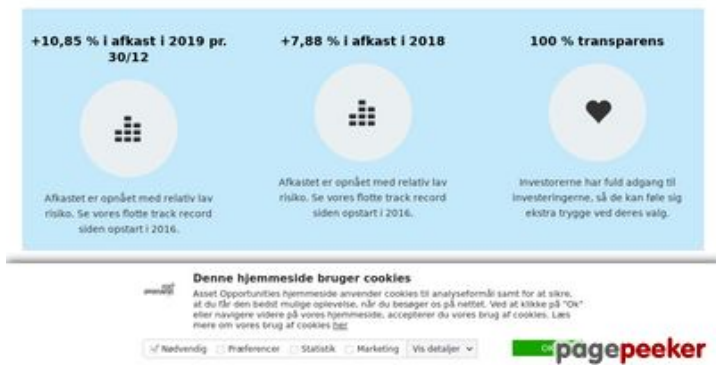 +10,85 % i afkast i 2019 pr.
30/12
Afkastet er opnået med relativ lav
risiko. Se vores flotte track record
siden opstart i 2016.
+7,88 % i afkast i 2018
Afkastet er opnået med relativ lav
risiko. Se vores flotte track record
siden opstart i 2016.
100 % transparens
Investorerne har fuld adgang til
investeringerne, så de kan føle sig
ekstra trygge ved deres valg.
Denne hjemmeside bruger cookies
Asset Opportunities hjemmeside anvender cookies til analyseformål samt for at sikre,
at du får den bedst mulige oplevelse, når du besøger os på nettet. Ved at klikke på "Ok"
eller navigere videre på vores hjemmeside, accepterer du vores brug af cookies. Læs
mere om vores brug af cookies her
Nødvendig Præferencer Statistik Marketing Vis detaljer
pagepeeker